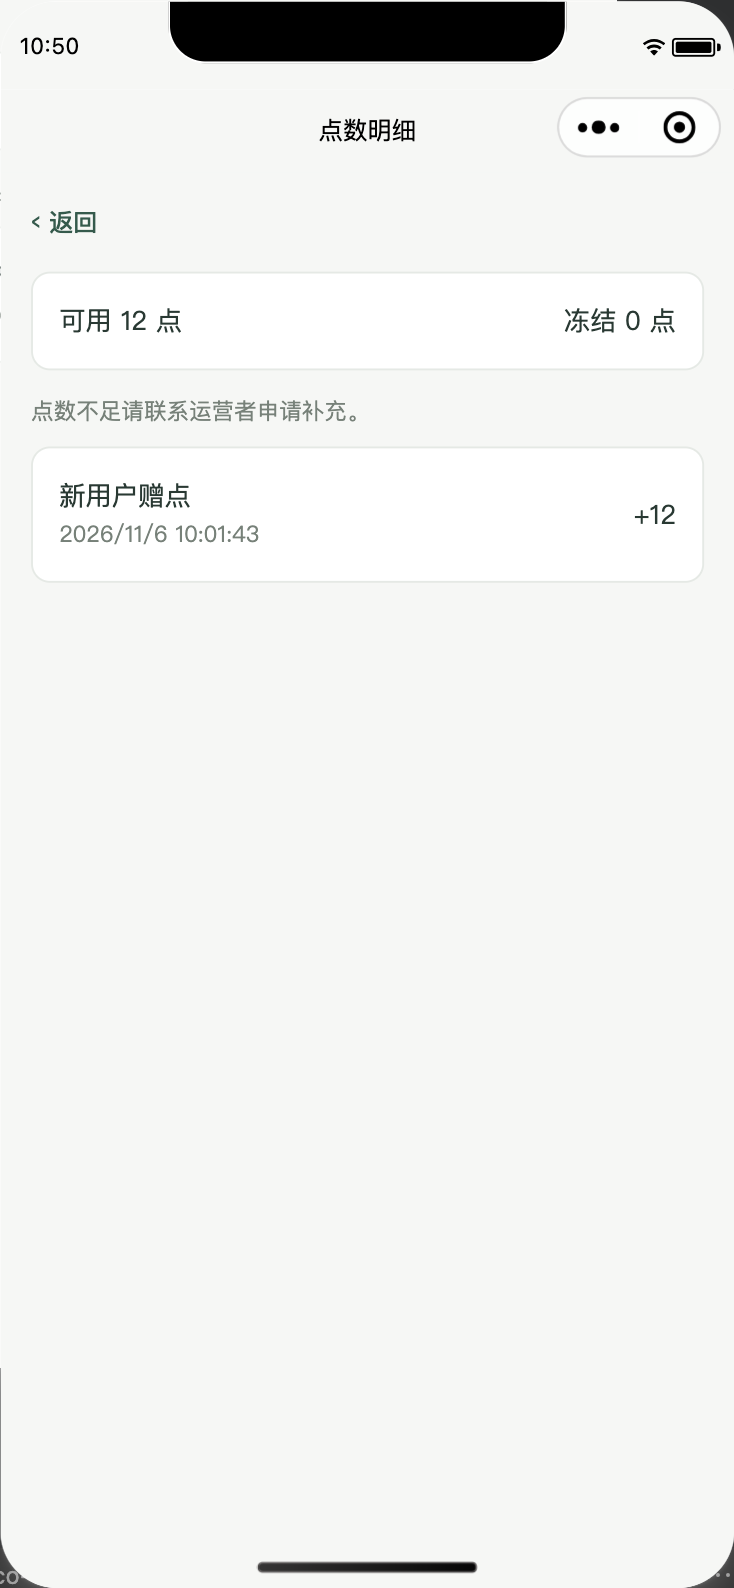 10:50
点数明细
< 返回
可用 12 点
冻结 0 点
点数不足请联系运营者申请补充。
新用户赠点
2026/11/6 10:01:43
+12
co